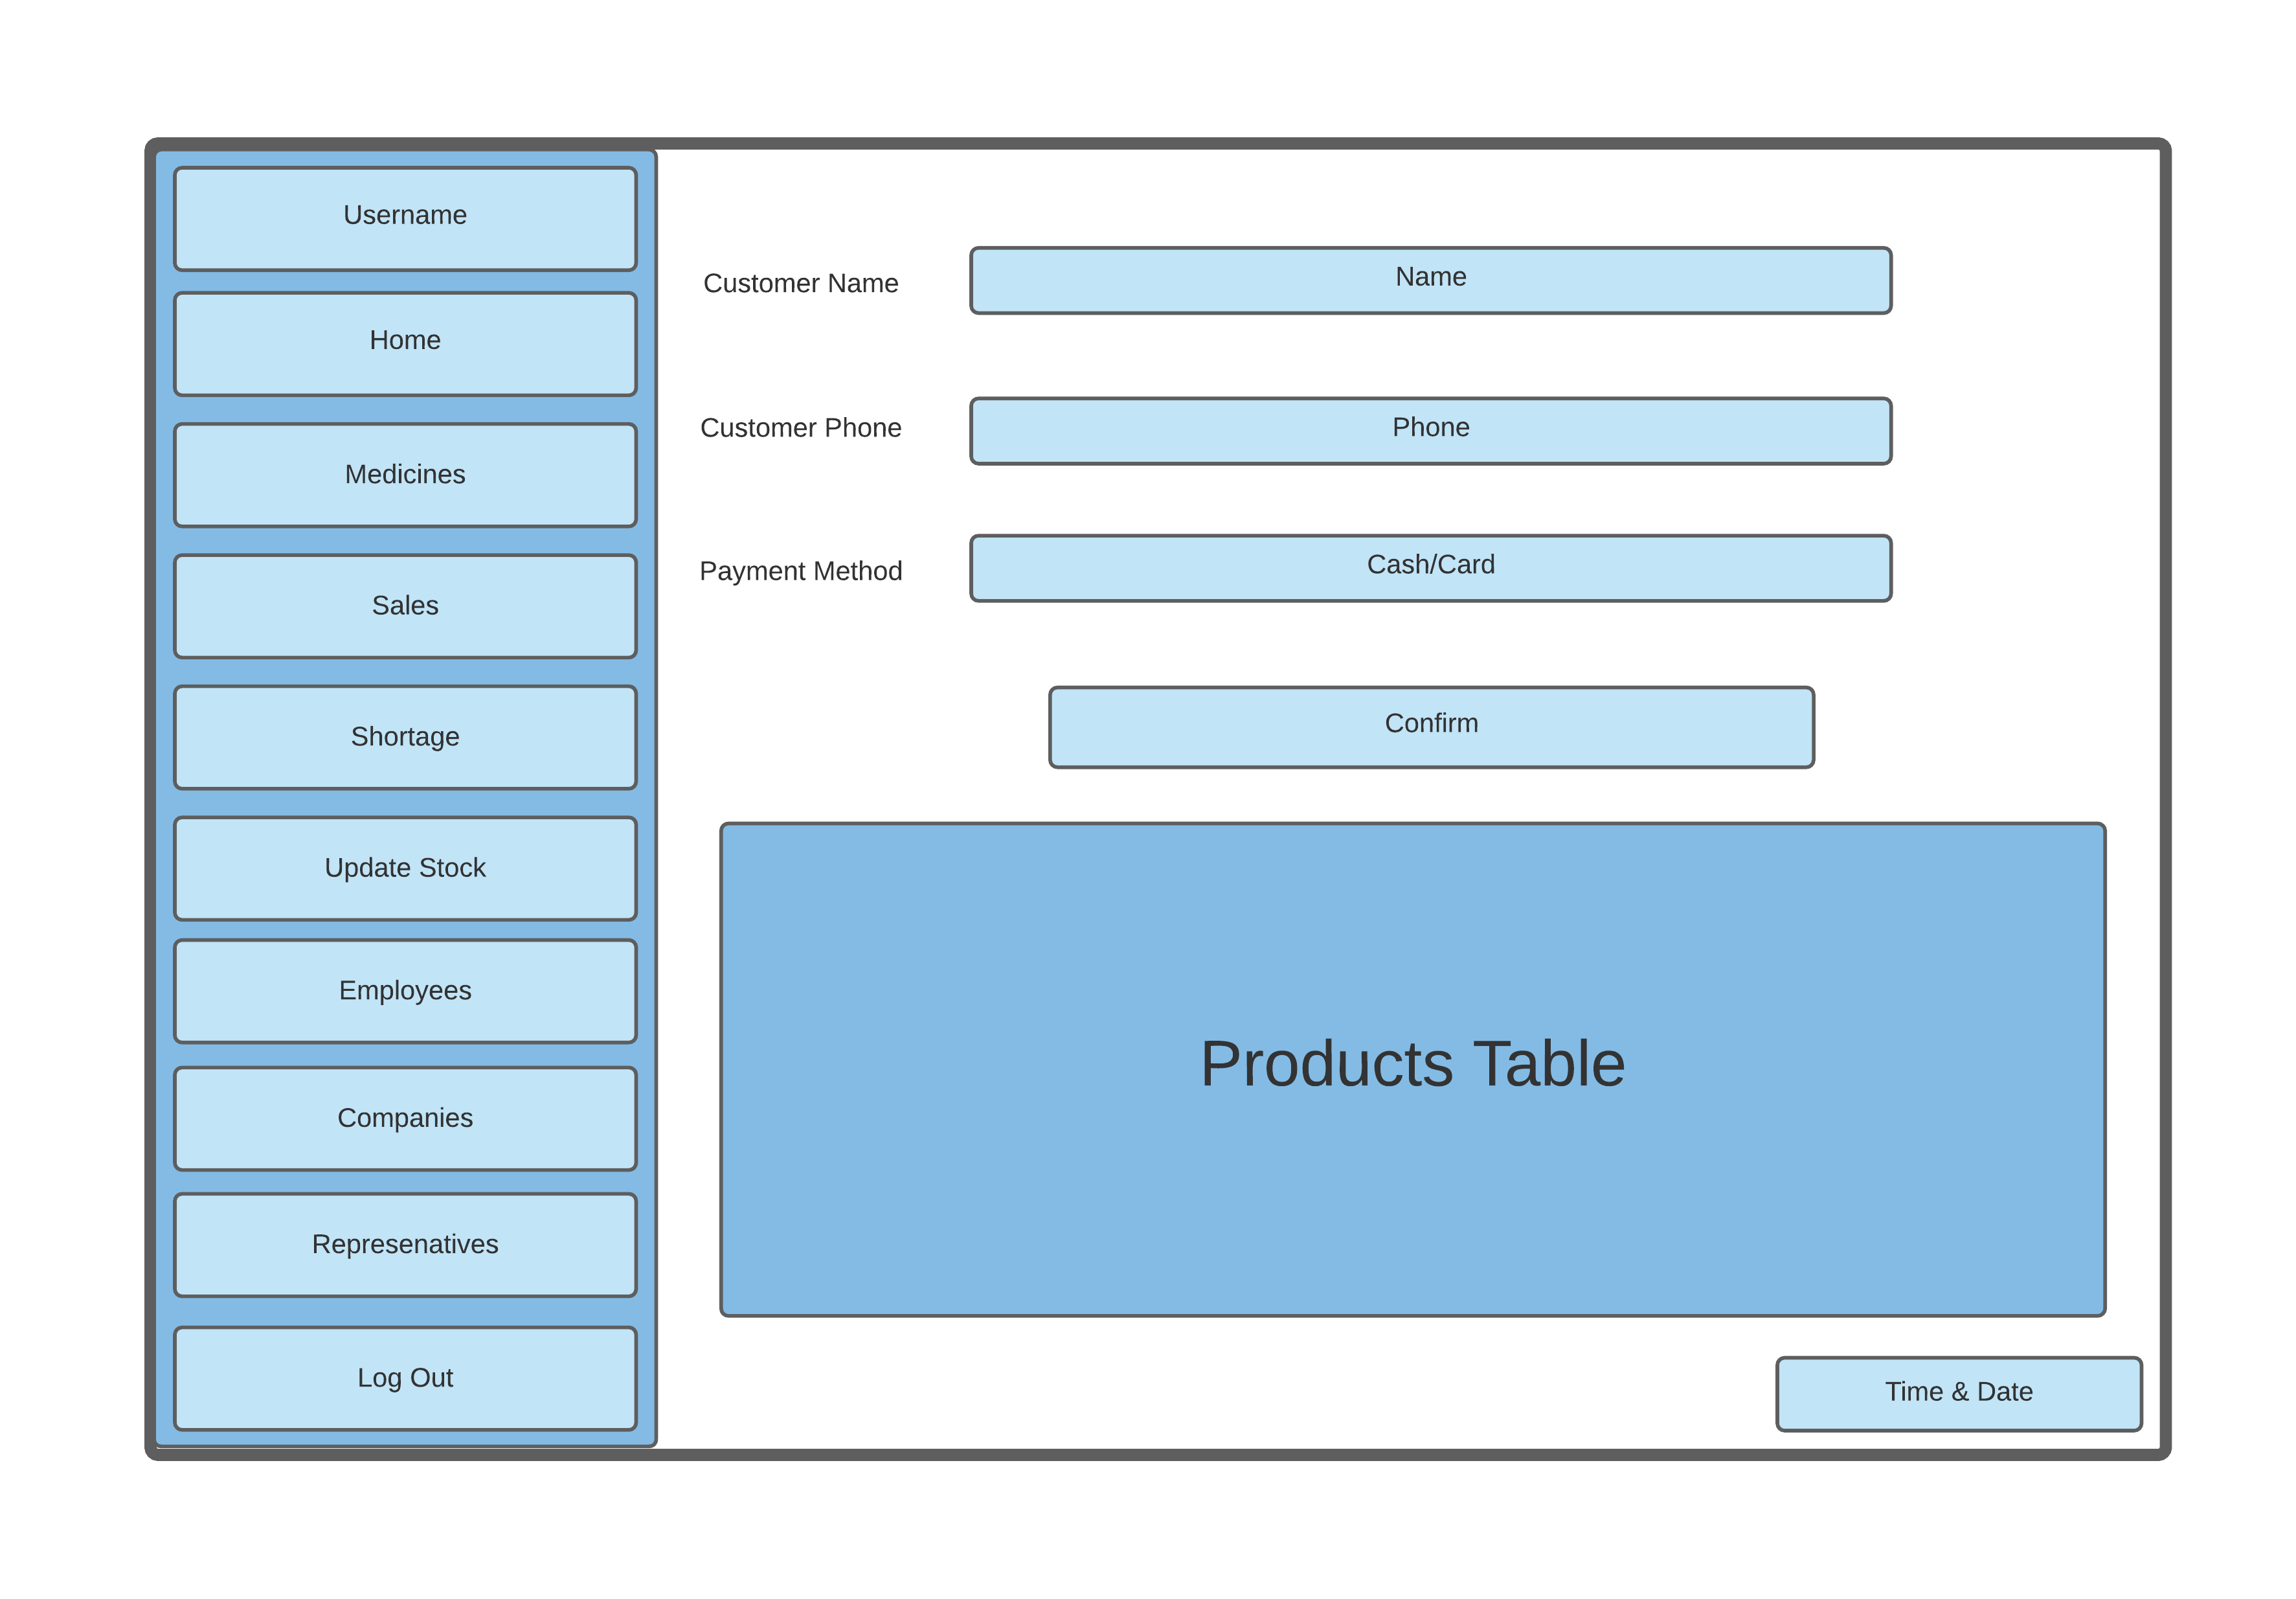 Username
Home
Medicines
Sales
Shortage
Update Stock
Employees
Companies
Represenatives
Log Out
Customer Name
Name
Customer Phone
Phone
Payment Method
Cash/Card
Confirm
Products Table
Time & Date